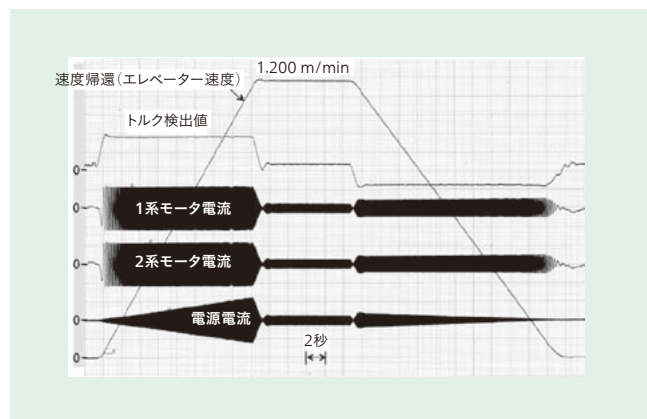 1,200 m/min
速度帰還（エレベーター速度）
トルク検出値
0
1系モータ電流
0
2系モータ電流
0
電源電流
0
2秒
0